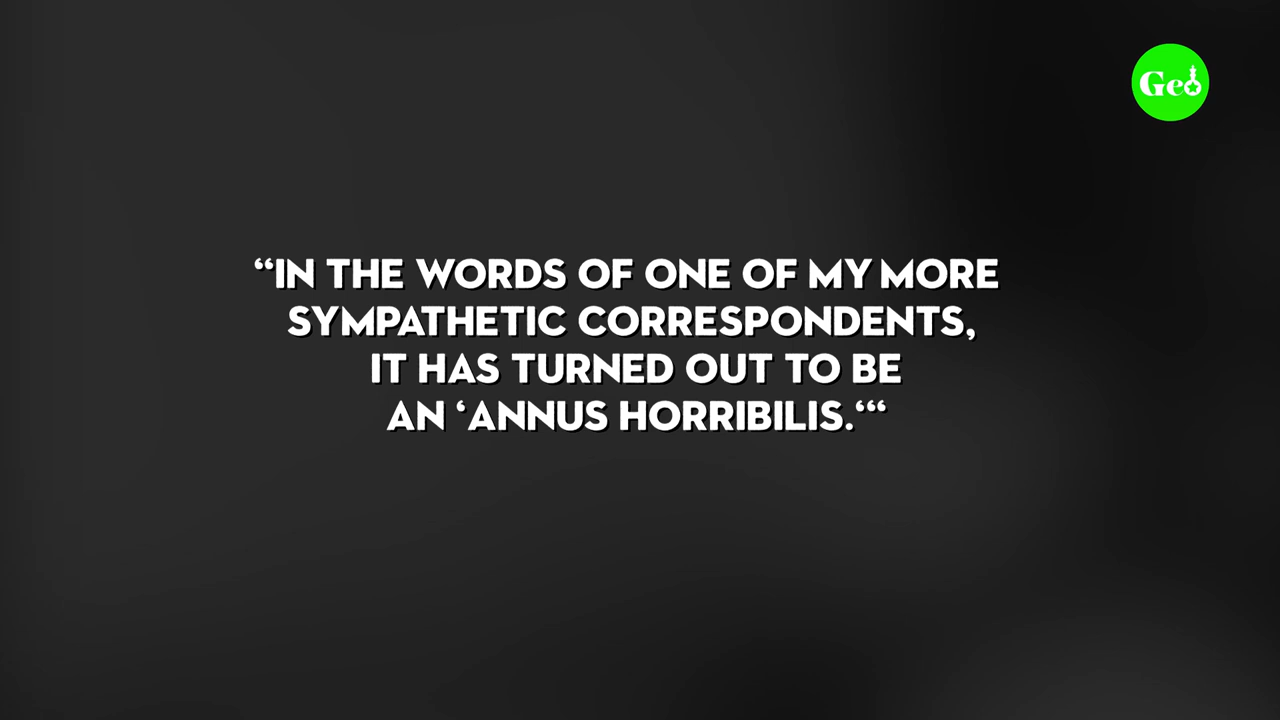 Geo
“IN THE WORDS OF ONE OF MY MORE
SYMPATHETIC CORRESPONDENTS,
IT HAS TURNED OUT TO BE
AN ‘ANNUS HORRIBILIS.‘“